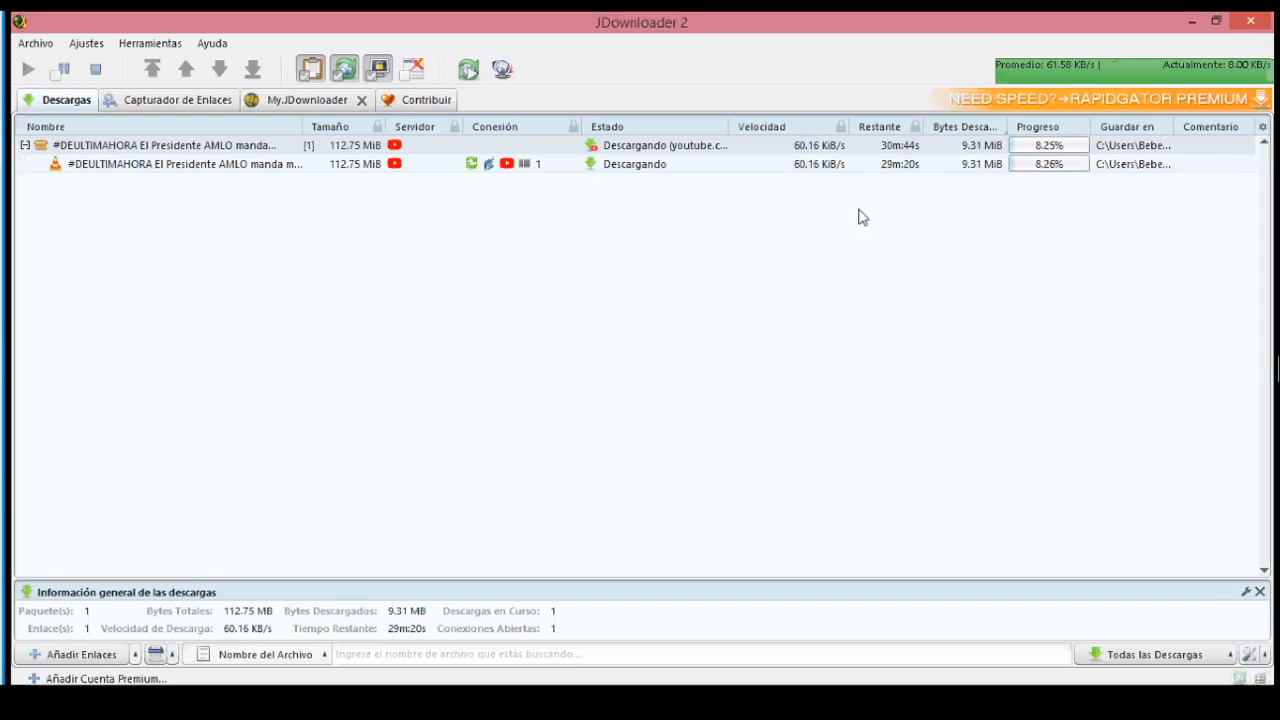 JDownloader 2
Archivo Ajustes Herramientas Ayuda
Promedio: 61.58 KB/s | Actualmente: 8.00 KB/s
Descargas Capturador de Enlaces My.JDownloader Contribuir
NEED SPEED?→RAPIDGATOR PREMIUM
Nombre Tamaño Servidor Conexión Estado Velocidad Restante Bytes Desca... Progreso Guardar en Comentario
#DEULTIMAHORA El Presidente AMLO manda... [1] 112.75 MiB Descargando (youtube.c... 60.16 KiB/s 30m:44s 9.31 MiB 8.25% C:\Users\Bebe...
#DEULTIMAHORA El Presidente AMLO manda m... 112.75 MiB 1 Descargando 60.16 KiB/s 29m:20s 9.31 MiB 8.26% C:\Users\Bebe...
Información general de las descargas
Paquete(s): 1 Bytes Totales: 112.75 MB Bytes Descargados: 9.31 MB Descargas en Curso: 1
Enlace(s): 1 Velocidad de Descarga: 60.16 KB/s Tiempo Restante: 29m:20s Conexiones Abiertas: 1
Añadir Enlaces Nombre del Archivo Ingrese el nombre de archivo que estás buscando... Todas las Descargas
Añadir Cuenta Premium...